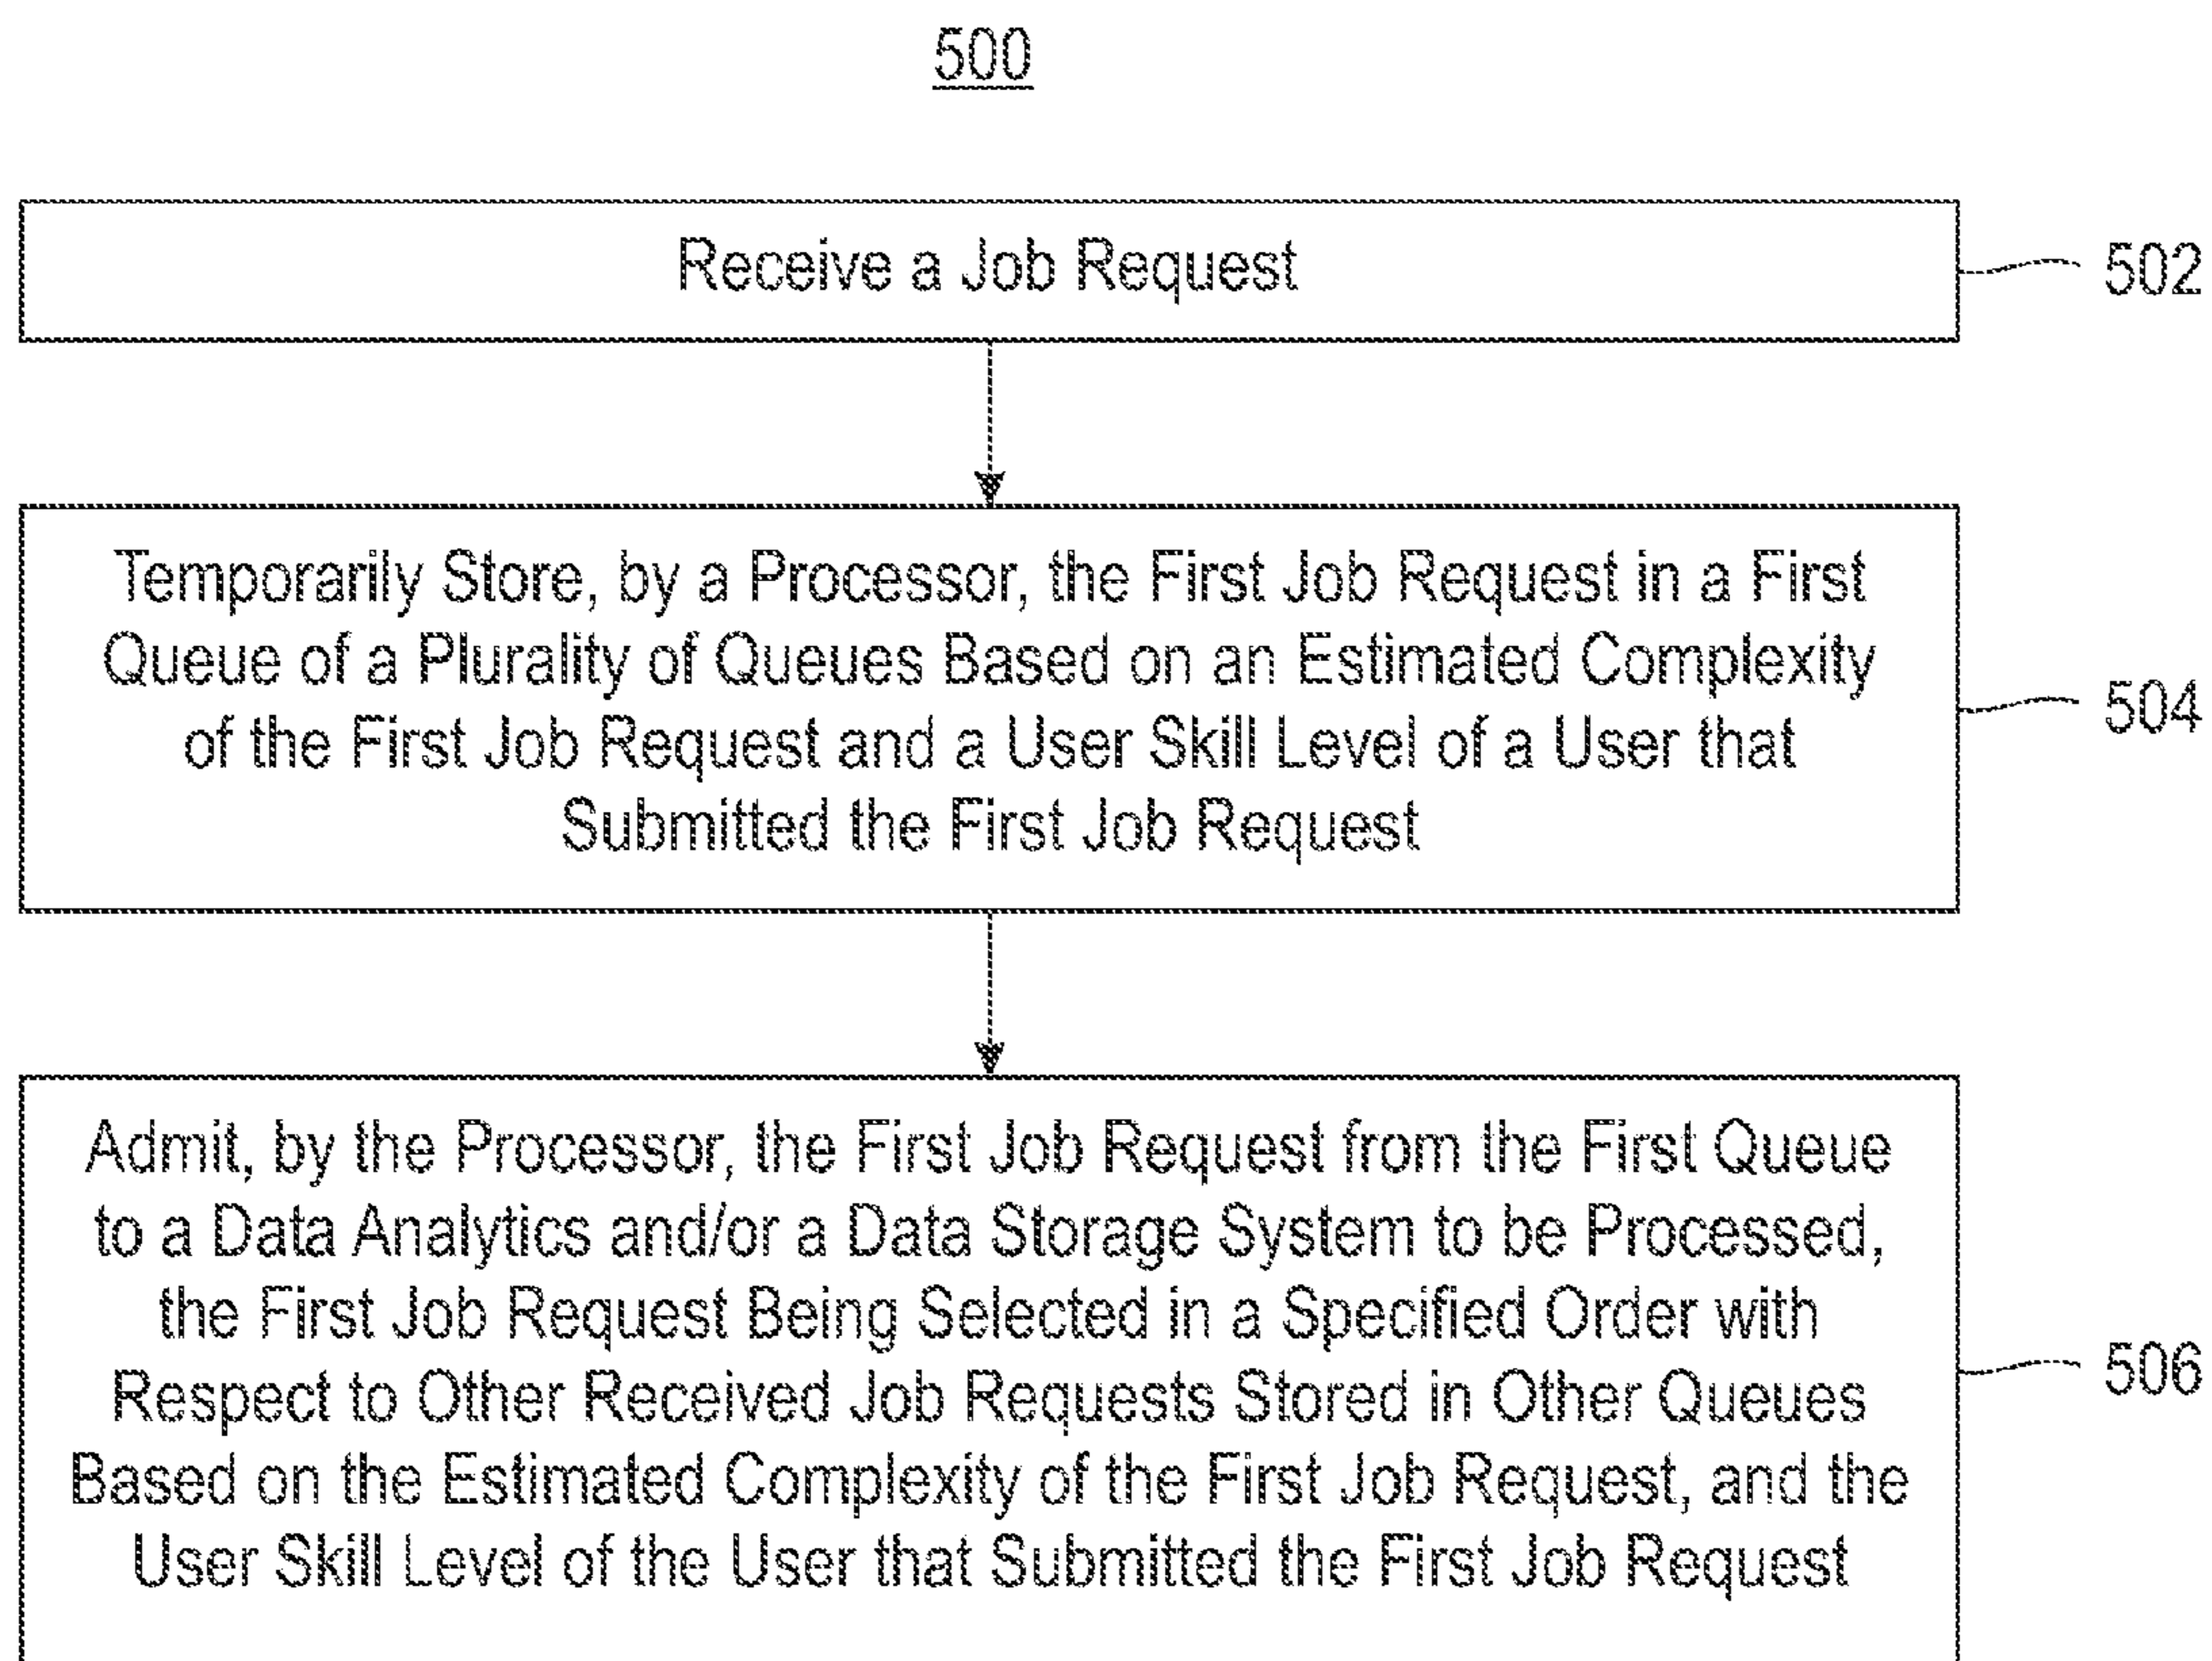 500
Receive a Job Request
502
Temporarily Store, by a Processor, the First Job Request in a First
Queue of a Plurality of Queues Based on an Estimated Complexity
of the First Job Request and a User Skill Level of a User that
Submitted the First Job Request
504
Admit, by the Processor, the First Job Request from the First Queue
to a Data Analytics and/or a Data Storage System to be Processed,
the First Job Request Being Selected in a Specified Order with
Respect to Other Received Job Requests Stored in Other Queues
Based on the Estimated Complexity of the First Job Request, and the
User Skill Level of the User that Submitted the First Job Request
506